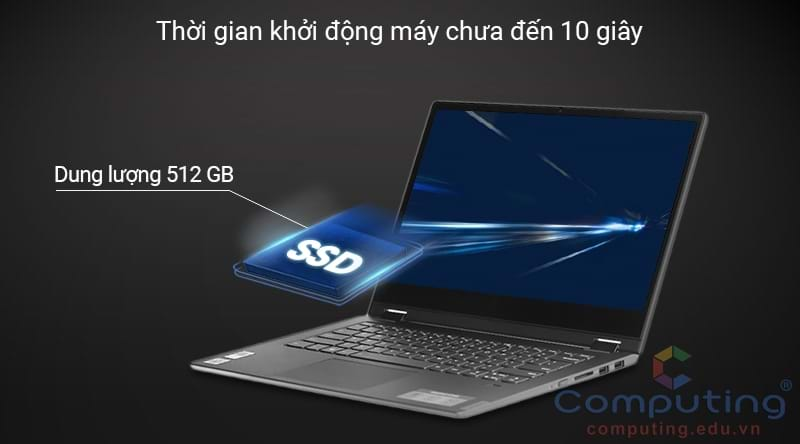 Thời gian khởi động máy chưa đến 10 giây
Dung lượng 512 GB
SSD
Computing®
computing.edu.vn